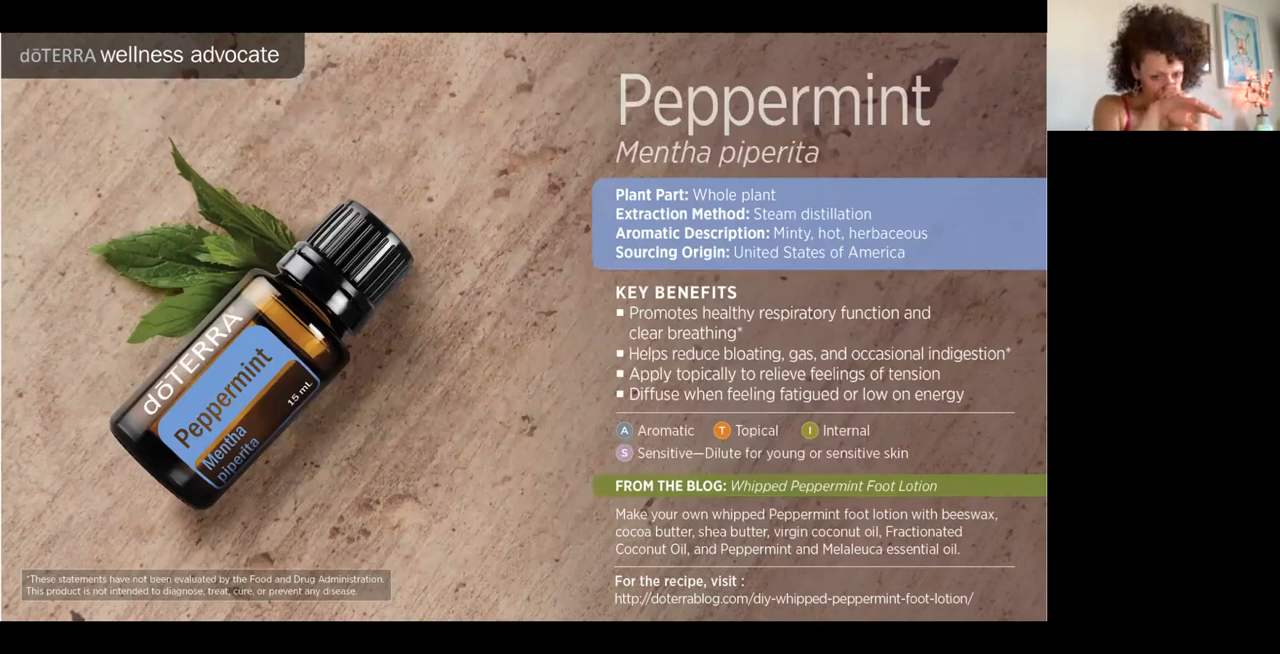 dōTERRA wellness advocate
Peppermint
Mentha piperita
Plant Part: Whole plant
Extraction Method: Steam distillation
Aromatic Description: Minty, hot, herbaceous
Sourcing Origin: United States of America
KEY BENEFITS
▪ Promotes healthy respiratory function and
clear breathing*
▪ Helps reduce bloating, gas, and occasional indigestion*
▪ Apply topically to relieve feelings of tension
▪ Diffuse when feeling fatigued or low on energy
A Aromatic T Topical I Internal
S Sensitive—Dilute for young or sensitive skin
FROM THE BLOG: Whipped Peppermint Foot Lotion
Make your own whipped Peppermint foot lotion with beeswax,
cocoa butter, shea butter, virgin coconut oil, Fractionated
Coconut Oil, and Peppermint and Melaleuca essential oil.
For the recipe, visit :
http://doterrablog.com/diy-whipped-peppermint-foot-lotion/
dōTERRA
Peppermint
Mentha
piperita
15 mL
*These statements have not been evaluated by the Food and Drug Administration.
This product is not intended to diagnose, treat, cure, or prevent any disease.